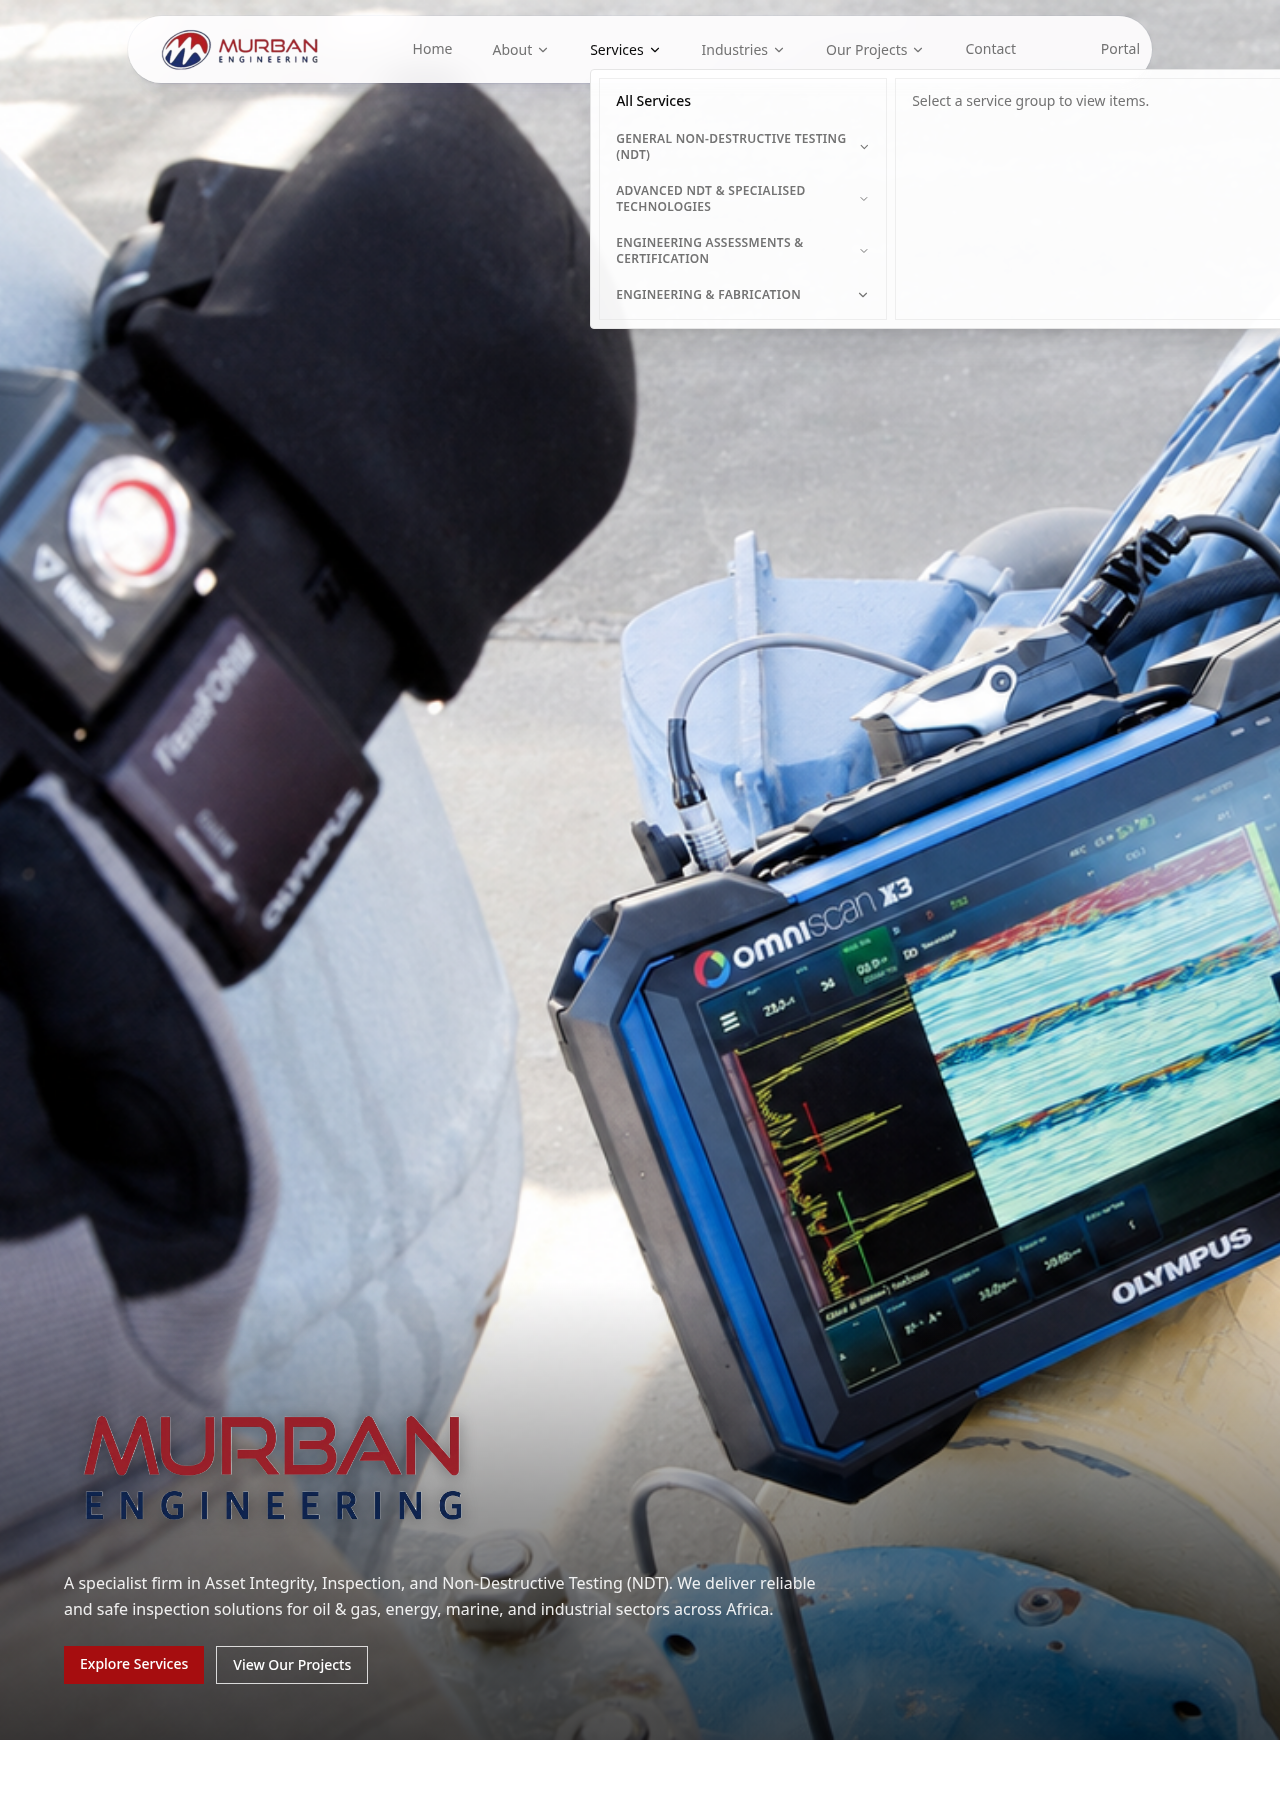 MURBAN
ENGINEERING
Home
About
Services
Industries
Our Projects
Contact
Portal
All Services
GENERAL NON-DESTRUCTIVE TESTING
(NDT)
ADVANCED NDT & SPECIALISED
TECHNOLOGIES
ENGINEERING ASSESSMENTS &
CERTIFICATION
ENGINEERING & FABRICATION
Select a service group to view items.
OLYMPUS
omniscan X3
OLYMPUS
MURBAN
ENGINEERING
A specialist firm in Asset Integrity, Inspection, and Non-Destructive Testing (NDT). We deliver reliable
and safe inspection solutions for oil & gas, energy, marine, and industrial sectors across Africa.
Explore Services
View Our Projects